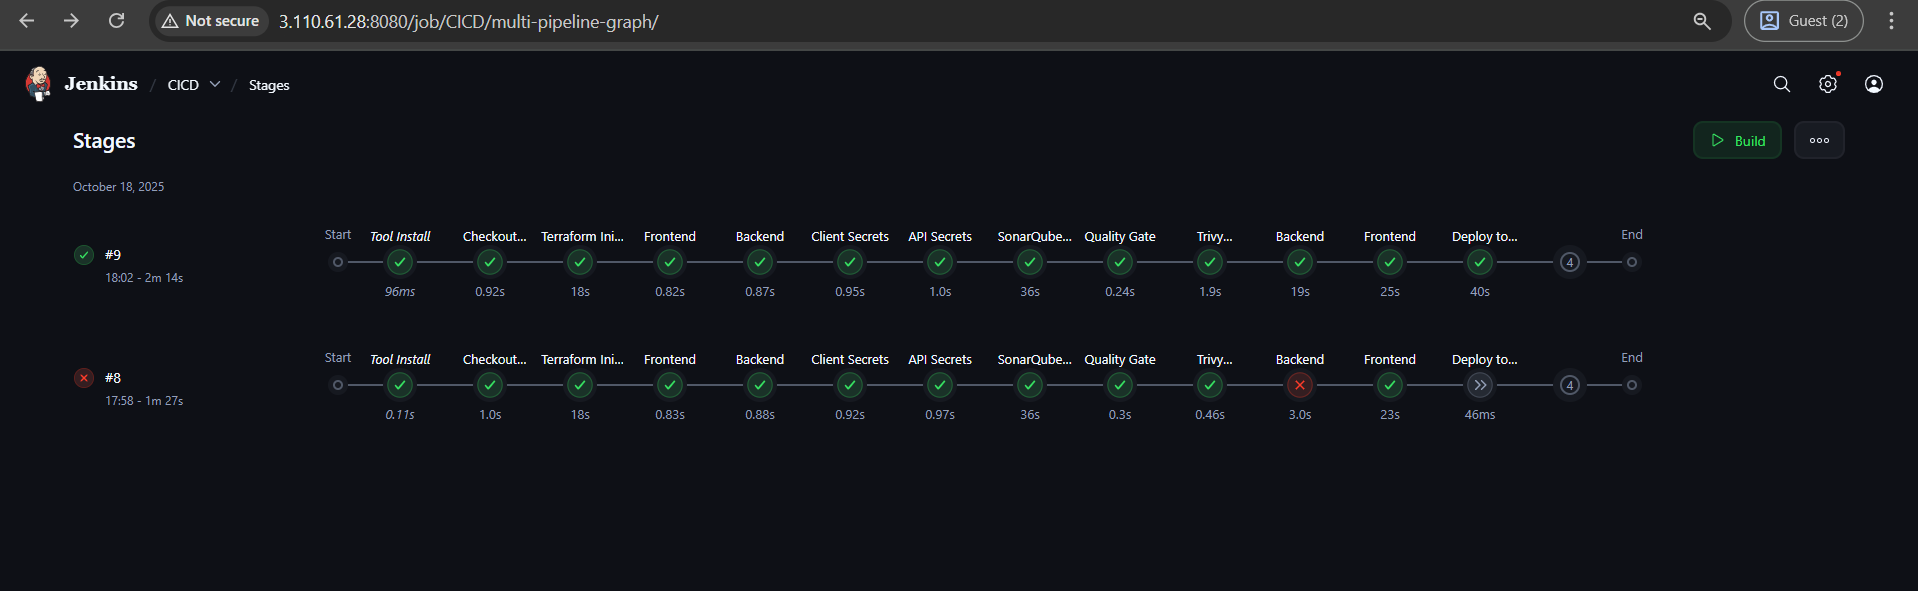 Not secure 3.110.61.28:8080/job/CICD/multi-pipeline-graph/ Guest (2)
Jenkins / CICD / Stages
Stages
Build
October 18, 2025
Start Tool Install Checkout... Terraform Ini... Frontend Backend Client Secrets API Secrets SonarQube... Quality Gate Trivy... Backend Frontend Deploy to... End
#9 4
18:02 - 2m 14s
96ms 0.92s 18s 0.82s 0.87s 0.95s 1.0s 36s 0.24s 1.9s 19s 25s 40s
Start Tool Install Checkout... Terraform Ini... Frontend Backend Client Secrets API Secrets SonarQube... Quality Gate Trivy... Backend Frontend Deploy to... End
#8 4
17:58 - 1m 27s
0.11s 1.0s 18s 0.83s 0.88s 0.92s 0.97s 36s 0.3s 0.46s 3.0s 23s 46ms